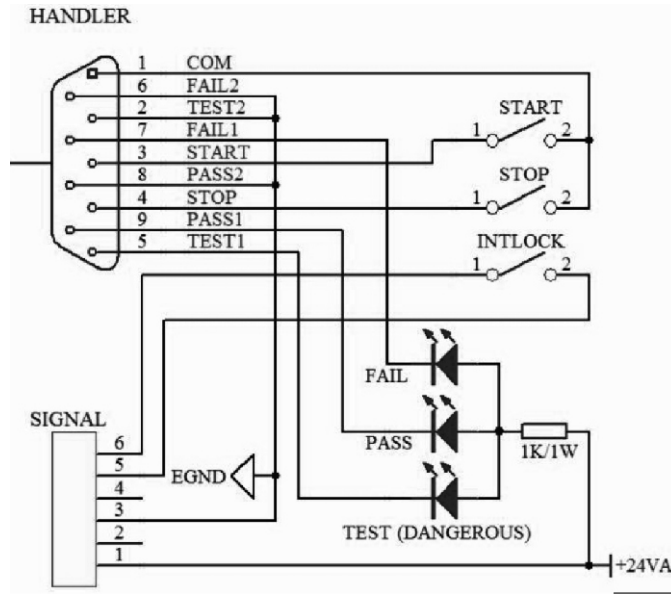 HANDLER
1 COM
6 FAIL2
2 TEST2
7 FAIL1
3 START
8 PASS2
4 STOP
9 PASS1
5 TEST1
START
1 2
STOP
1 2
INTLOCK
1 2
FAIL
PASS
1K/1W
TEST (DANGEROUS)
EGND
SIGNAL
6
5
4
3
2
1
+24VA